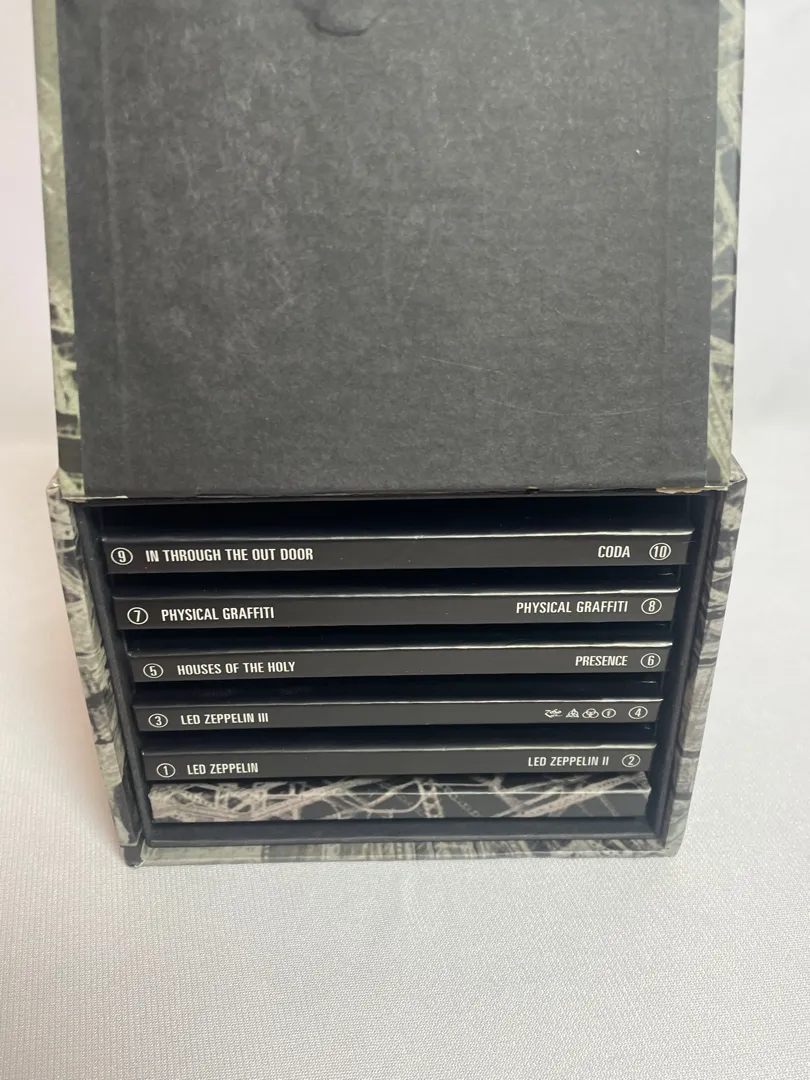 ⑨ IN THROUGH THE OUT DOOR CODA ⑩
⑦ PHYSICAL GRAFFITI PHYSICAL GRAFFITI ⑧
⑤ HOUSES OF THE HOLY PRESENCE ⑥
③ LED ZEPPELIN III ④
① LED ZEPPELIN LED ZEPPELIN II ②